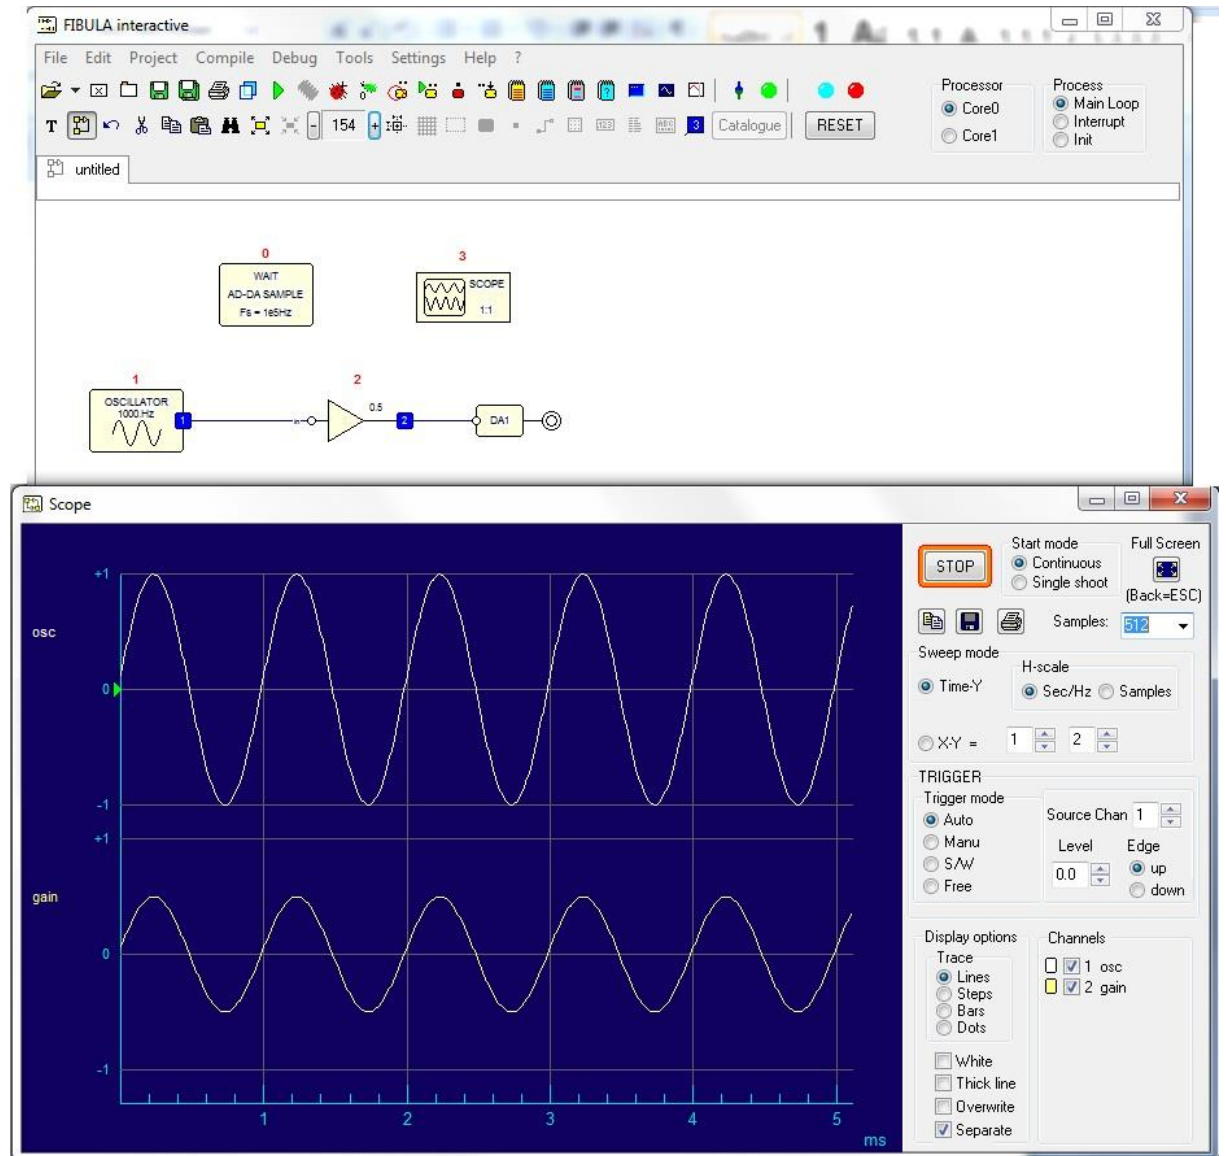 FIBULA interactive
File Edit Project Compile Debug Tools Settings Help ?
T 154 3 Catalogue RESET
Processor
Core0
Core1
Process
Main Loop
Interrupt
Init
untitled
0
WAIT
AD-DA SAMPLE
Fs = 1e5Hz
3
SCOPE
1:1
1
OSCILLATOR
1000.Hz
1
2
in
0.5
2
DA1
Scope
+1
osc
0
-1
+1
gain
0
-1
1 2 3 4 5
ms
STOP
Start mode
Continuous
Single shoot
Full Screen
(Back=ESC)
Samples: 512
Sweep mode
Time-Y
H-scale
Sec/Hz Samples
X-Y = 1 2
TRIGGER
Trigger mode
Auto
Manu
S/W
Free
Source Chan 1
Level Edge
0.0 up
down
Display options
Trace
Lines
Steps
Bars
Dots
White
Thick line
Overwrite
Separate
Channels
1 osc
2 gain